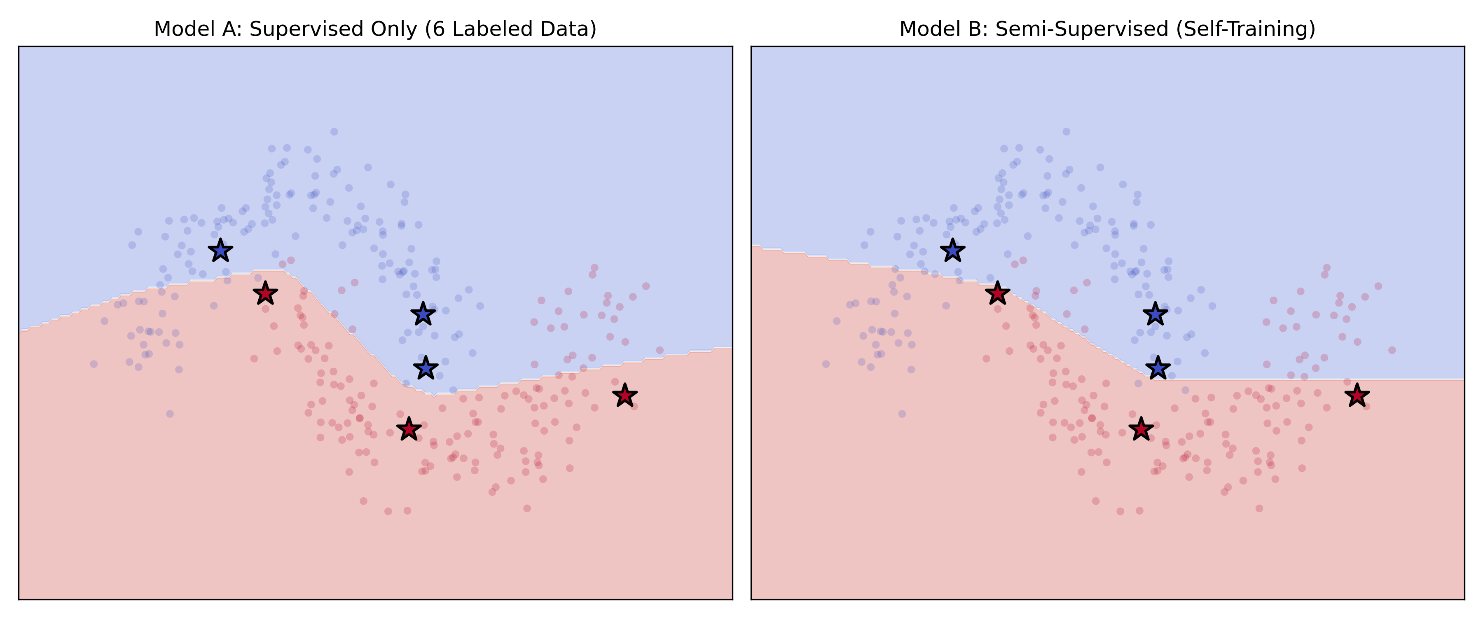 Model A: Supervised Only (6 Labeled Data)
Model B: Semi-Supervised (Self-Training)